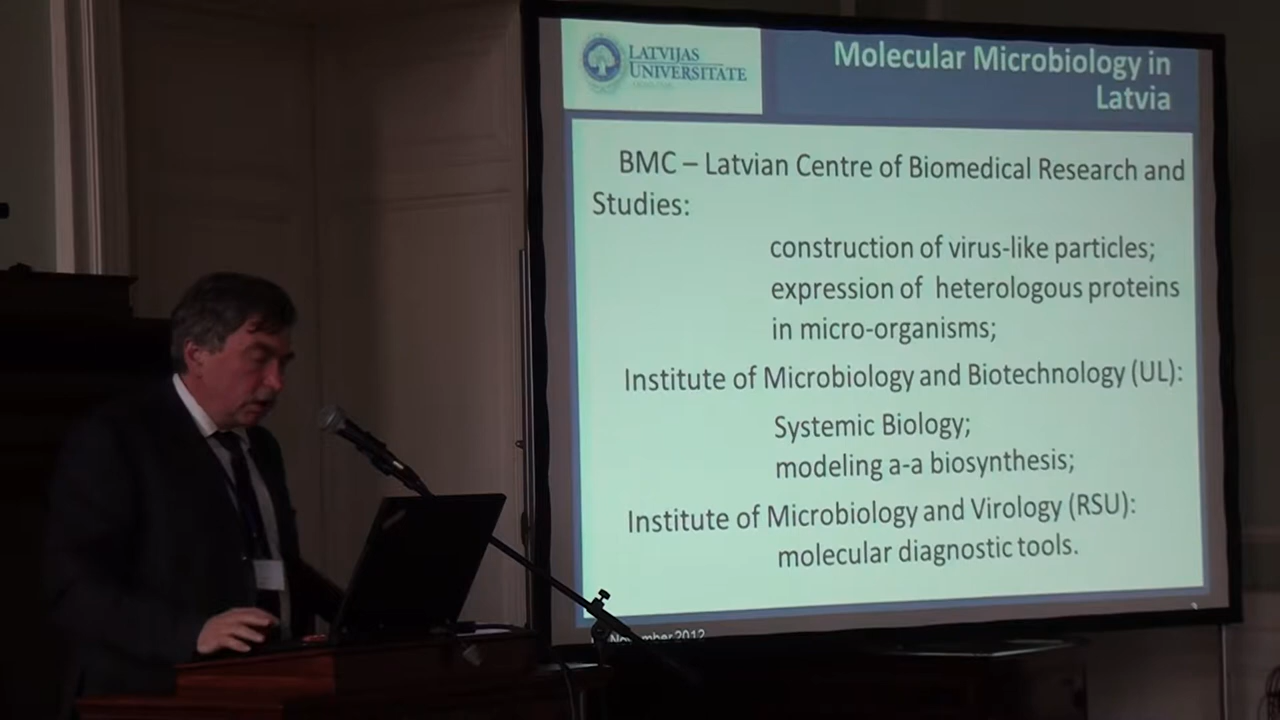 LATVIJAS
UNIVERSITATE
Molecular Microbiology in
Latvia
BMC – Latvian Centre of Biomedical Research and
Studies:
construction of virus-like particles;
expression of heterologous proteins
in micro-organisms;
Institute of Microbiology and Biotechnology (UL):
Systemic Biology;
modeling a-a biosynthesis;
Institute of Microbiology and Virology (RSU):
molecular diagnostic tools.
2012